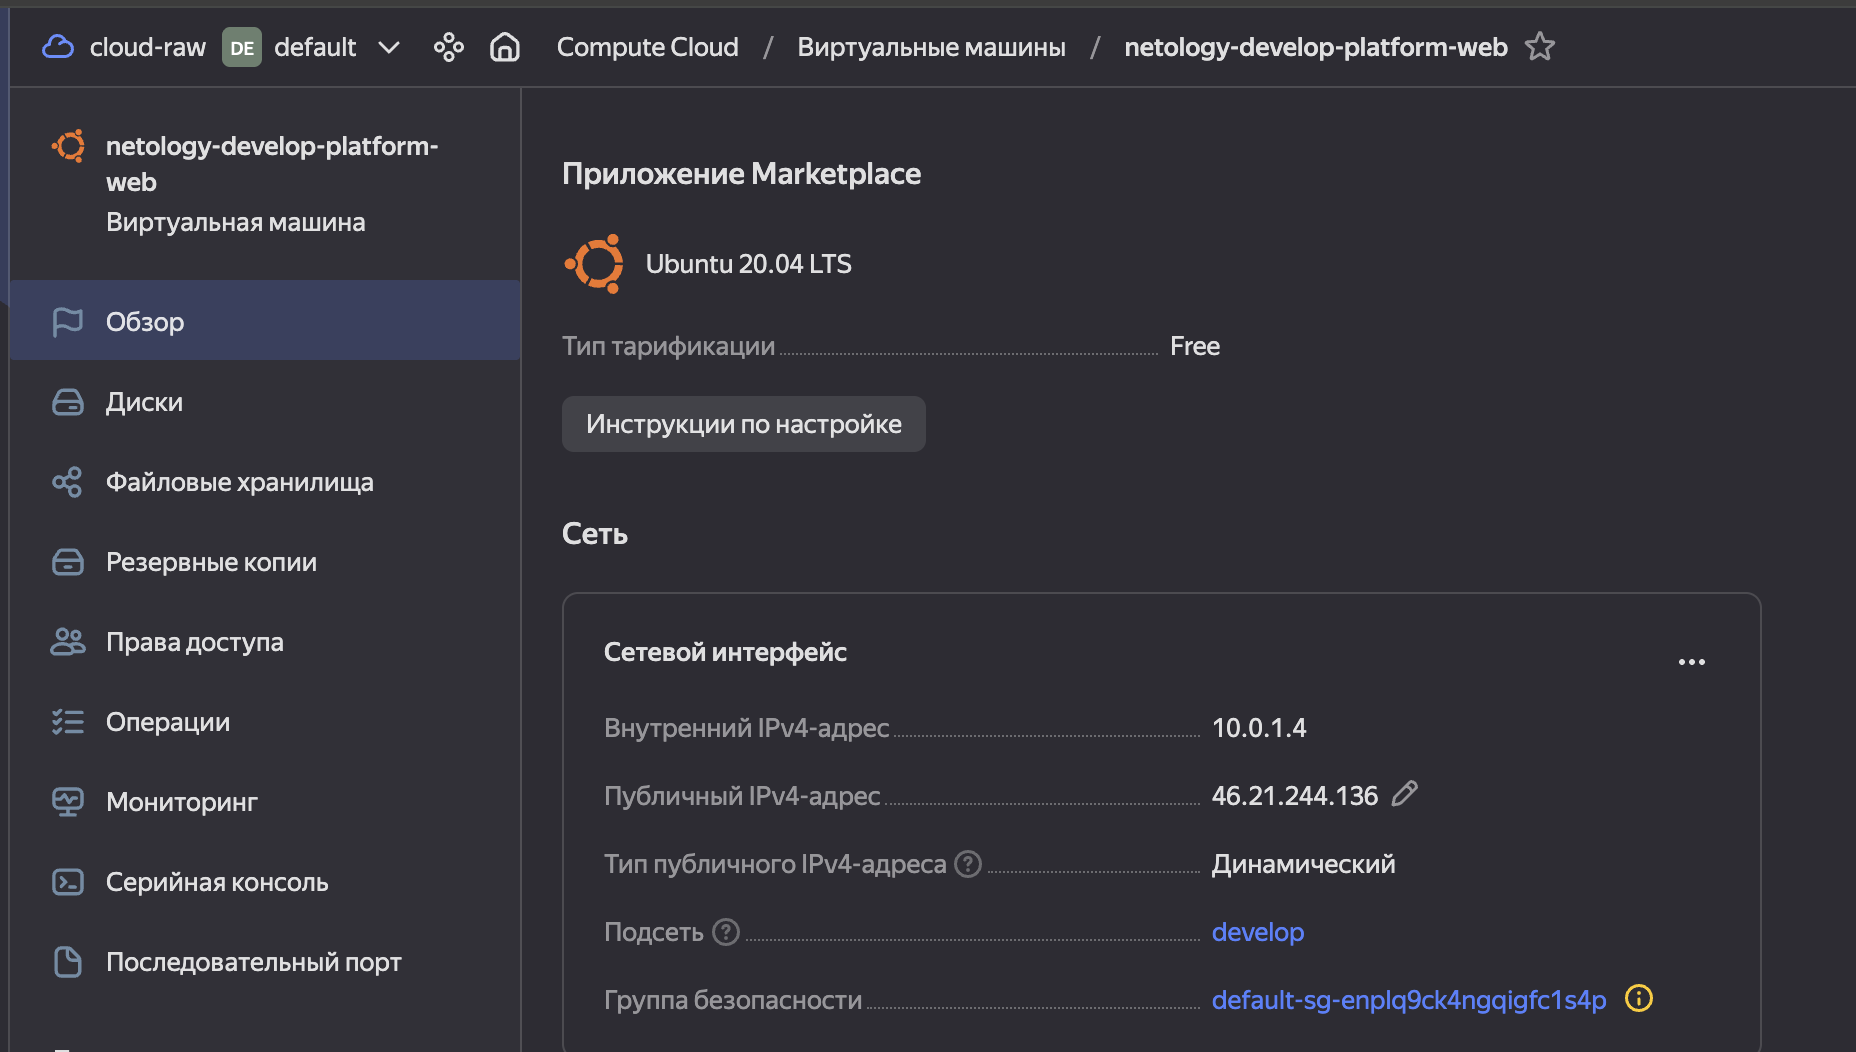 cloud-raw DE default Compute Cloud / Виртуальные машины / netology-develop-platform-web
netology-develop-platform-
web
Виртуальная машина
Обзор
Диски
Файловые хранилища
Резервные копии
Права доступа
Операции
Мониторинг
Серийная консоль
Последовательный порт
Приложение Marketplace
Ubuntu 20.04 LTS
Тип тарификации Free
Инструкции по настройке
Сеть
Сетевой интерфейс
Внутренний IPv4-адрес 10.0.1.4
Публичный IPv4-адрес 46.21.244.136
Тип публичного IPv4-адреса Динамический
Подсеть develop
Группа безопасности default-sg-enplq9ck4ngqigfc1s4p